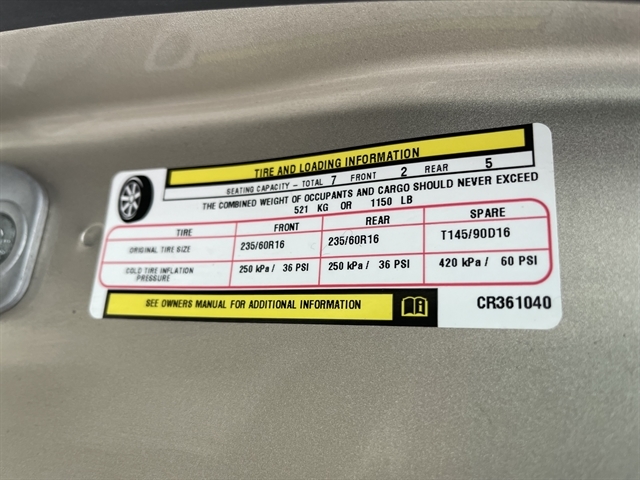 TIRE AND LOADING INFORMATION
SEATING CAPACITY - TOTAL 7 FRONT 2 REAR 5
THE COMBINED WEIGHT OF OCCUPANTS AND CARGO SHOULD NEVER EXCEED
521 KG OR 1150 LB
TIRE FRONT REAR SPARE
ORIGINAL TIRE SIZE 235/60R16 235/60R16 T145/90D16
COLD TIRE INFLATION PRESSURE 250 kPa / 36 PSI 250 kPa / 36 PSI 420 kPa / 60 PSI
SEE OWNERS MANUAL FOR ADDITIONAL INFORMATION CR361040